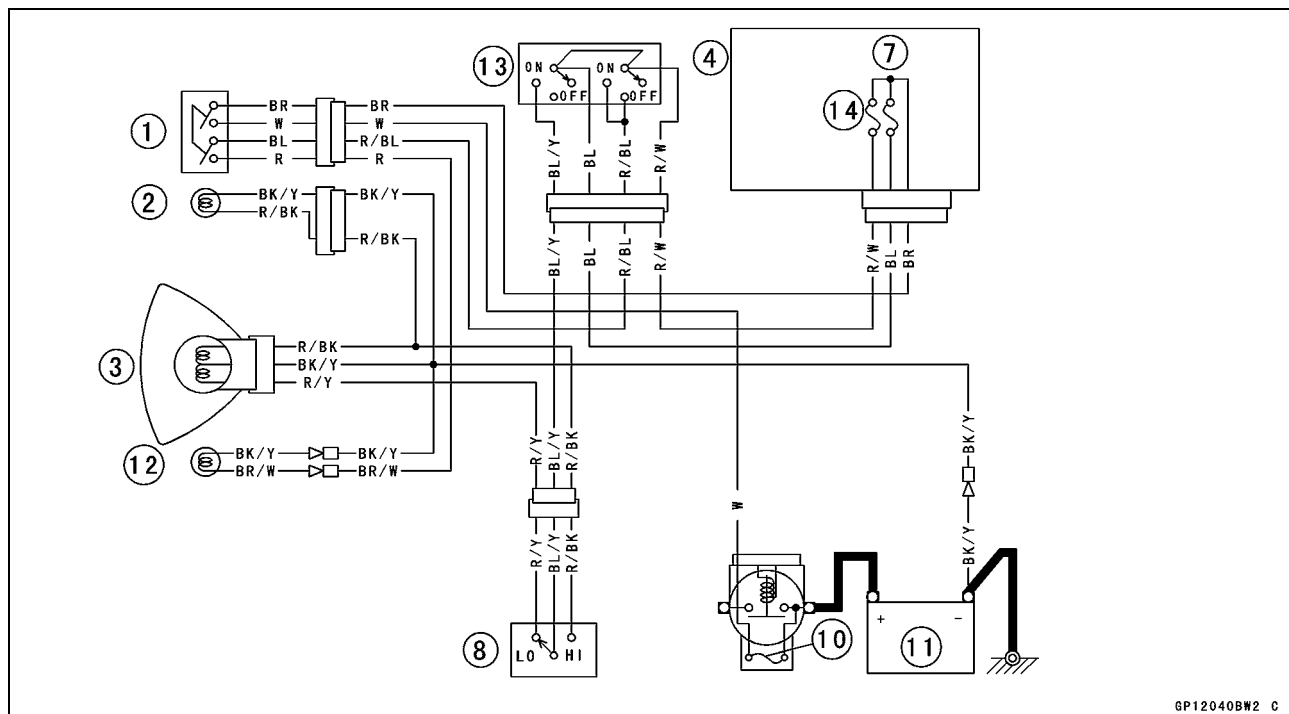 13
4
7
ON
ON
OFF
OFF
14
1
BR
BR
W
W
BL
R/BL
R
R
BL/Y
BL
R/BL
R/W
2
BK/Y
BK/Y
R/BK
R/BK
BL/Y
BL
R/BL
R/W
R/W
BL
BR
3
R/BK
BK/Y
R/Y
12
BK/Y
BK/Y
BR/W
BR/W
R/Y
BL/Y
R/BK
BK/Y
W
R/Y
BL/Y
R/BK
BK/Y
8
LO
HI
10
+
-
11
GP12040BW2 C